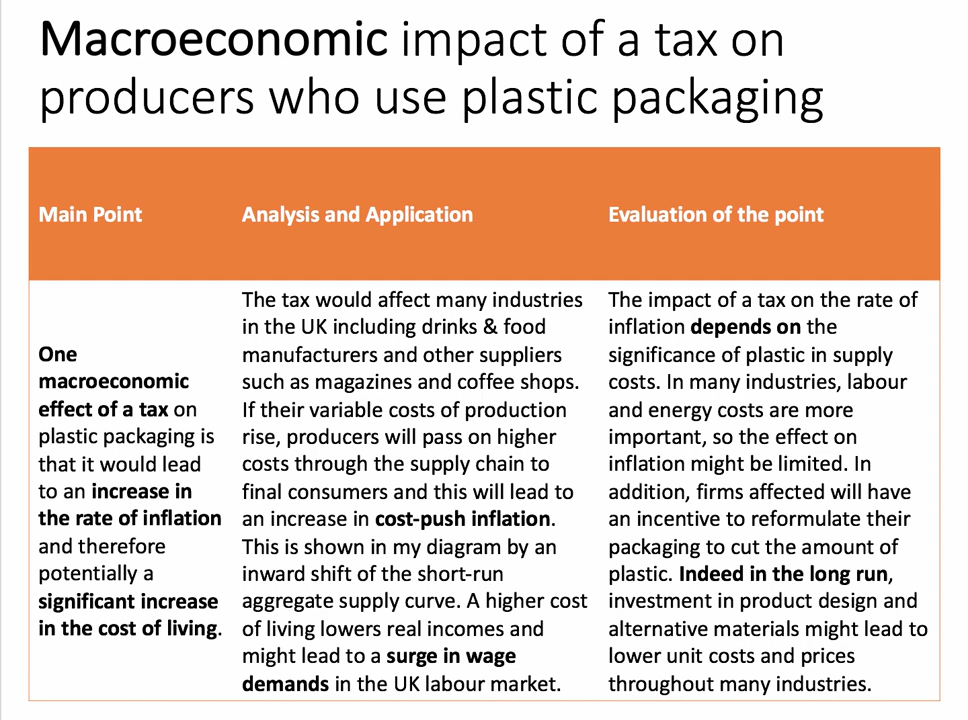 Macroeconomic impact of a tax on
producers who use plastic packaging
Main Point
Analysis and Application
Evaluation of the point
One
macroeconomic
effect of a tax on
plastic packaging is
that it would lead
to an increase in
the rate of inflation
and therefore
potentially a
significant increase
in the cost of living.
The tax would affect many industries
in the UK including drinks & food
manufacturers and other suppliers
such as magazines and coffee shops.
If their variable costs of production
rise, producers will pass on higher
costs through the supply chain to
final consumers and this will lead to
an increase in cost-push inflation.
This is shown in my diagram by an
inward shift of the short-run
aggregate supply curve. A higher cost
of living lowers real incomes and
might lead to a surge in wage
demands in the UK labour market.
The impact of a tax on the rate of
inflation depends on the
significance of plastic in supply
costs. In many industries, labour
and energy costs are more
important, so the effect on
inflation might be limited. In
addition, firms affected will have
an incentive to reformulate their
packaging to cut the amount of
plastic. Indeed in the long run,
investment in product design and
alternative materials might lead to
lower unit costs and prices
throughout many industries.